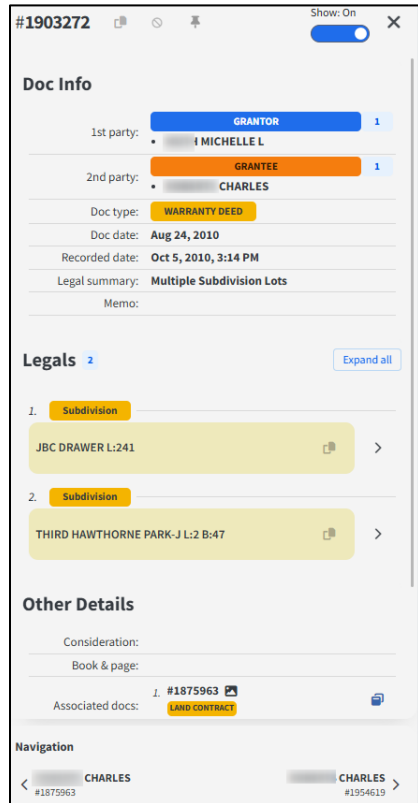 #1903272
Show: On
Doc Info
1st party:
GRANTOR
1
• MICHELLE L
2nd party:
GRANTEE
1
• CHARLES
Doc type: WARRANTY DEED
Doc date: Aug 24, 2010
Recorded date: Oct 5, 2010, 3:14 PM
Legal summary: Multiple Subdivision Lots
Memo:
Legals 2
Expand all
1. Subdivision
JBC DRAWER L:241
2. Subdivision
THIRD HAWTHORNE PARK-J L:2 B:47
Other Details
Consideration:
Book & page:
Associated docs:
1. #1875963
LAND CONTRACT
Navigation
CHARLES
#1875963
CHARLES
#1954619